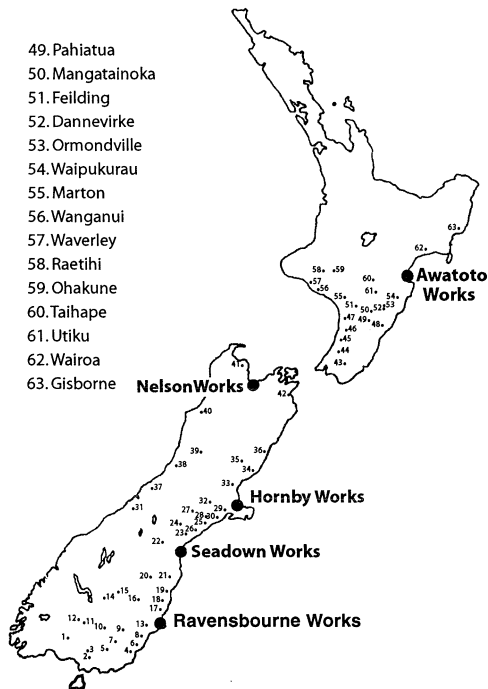 49. Pahiatua
50. Mangatainoka
51. Feilding
52. Dannevirke
53. Ormondville
54. Waipukurau
55. Marton
56. Wanganui
57. Waverley
58. Raetihi
59. Ohakune
60. Taihape
61. Utiku
62. Wairoa
63. Gisborne
63
62
58 59
60
57
56
61
Awatoto
Works
55
54
51 50 52 53
47 49 48
46
45
44
43
41
NelsonWorks
42
40
39
36
35
38
34
33
37
32
31
Hornby Works
27 28 30 29
24 25
26
23
22
Seadown Works
20 21
15
19
14 16
18
17
12 11 10 9 13
Ravensbourne Works
1
8
7
6
3 5 4
2